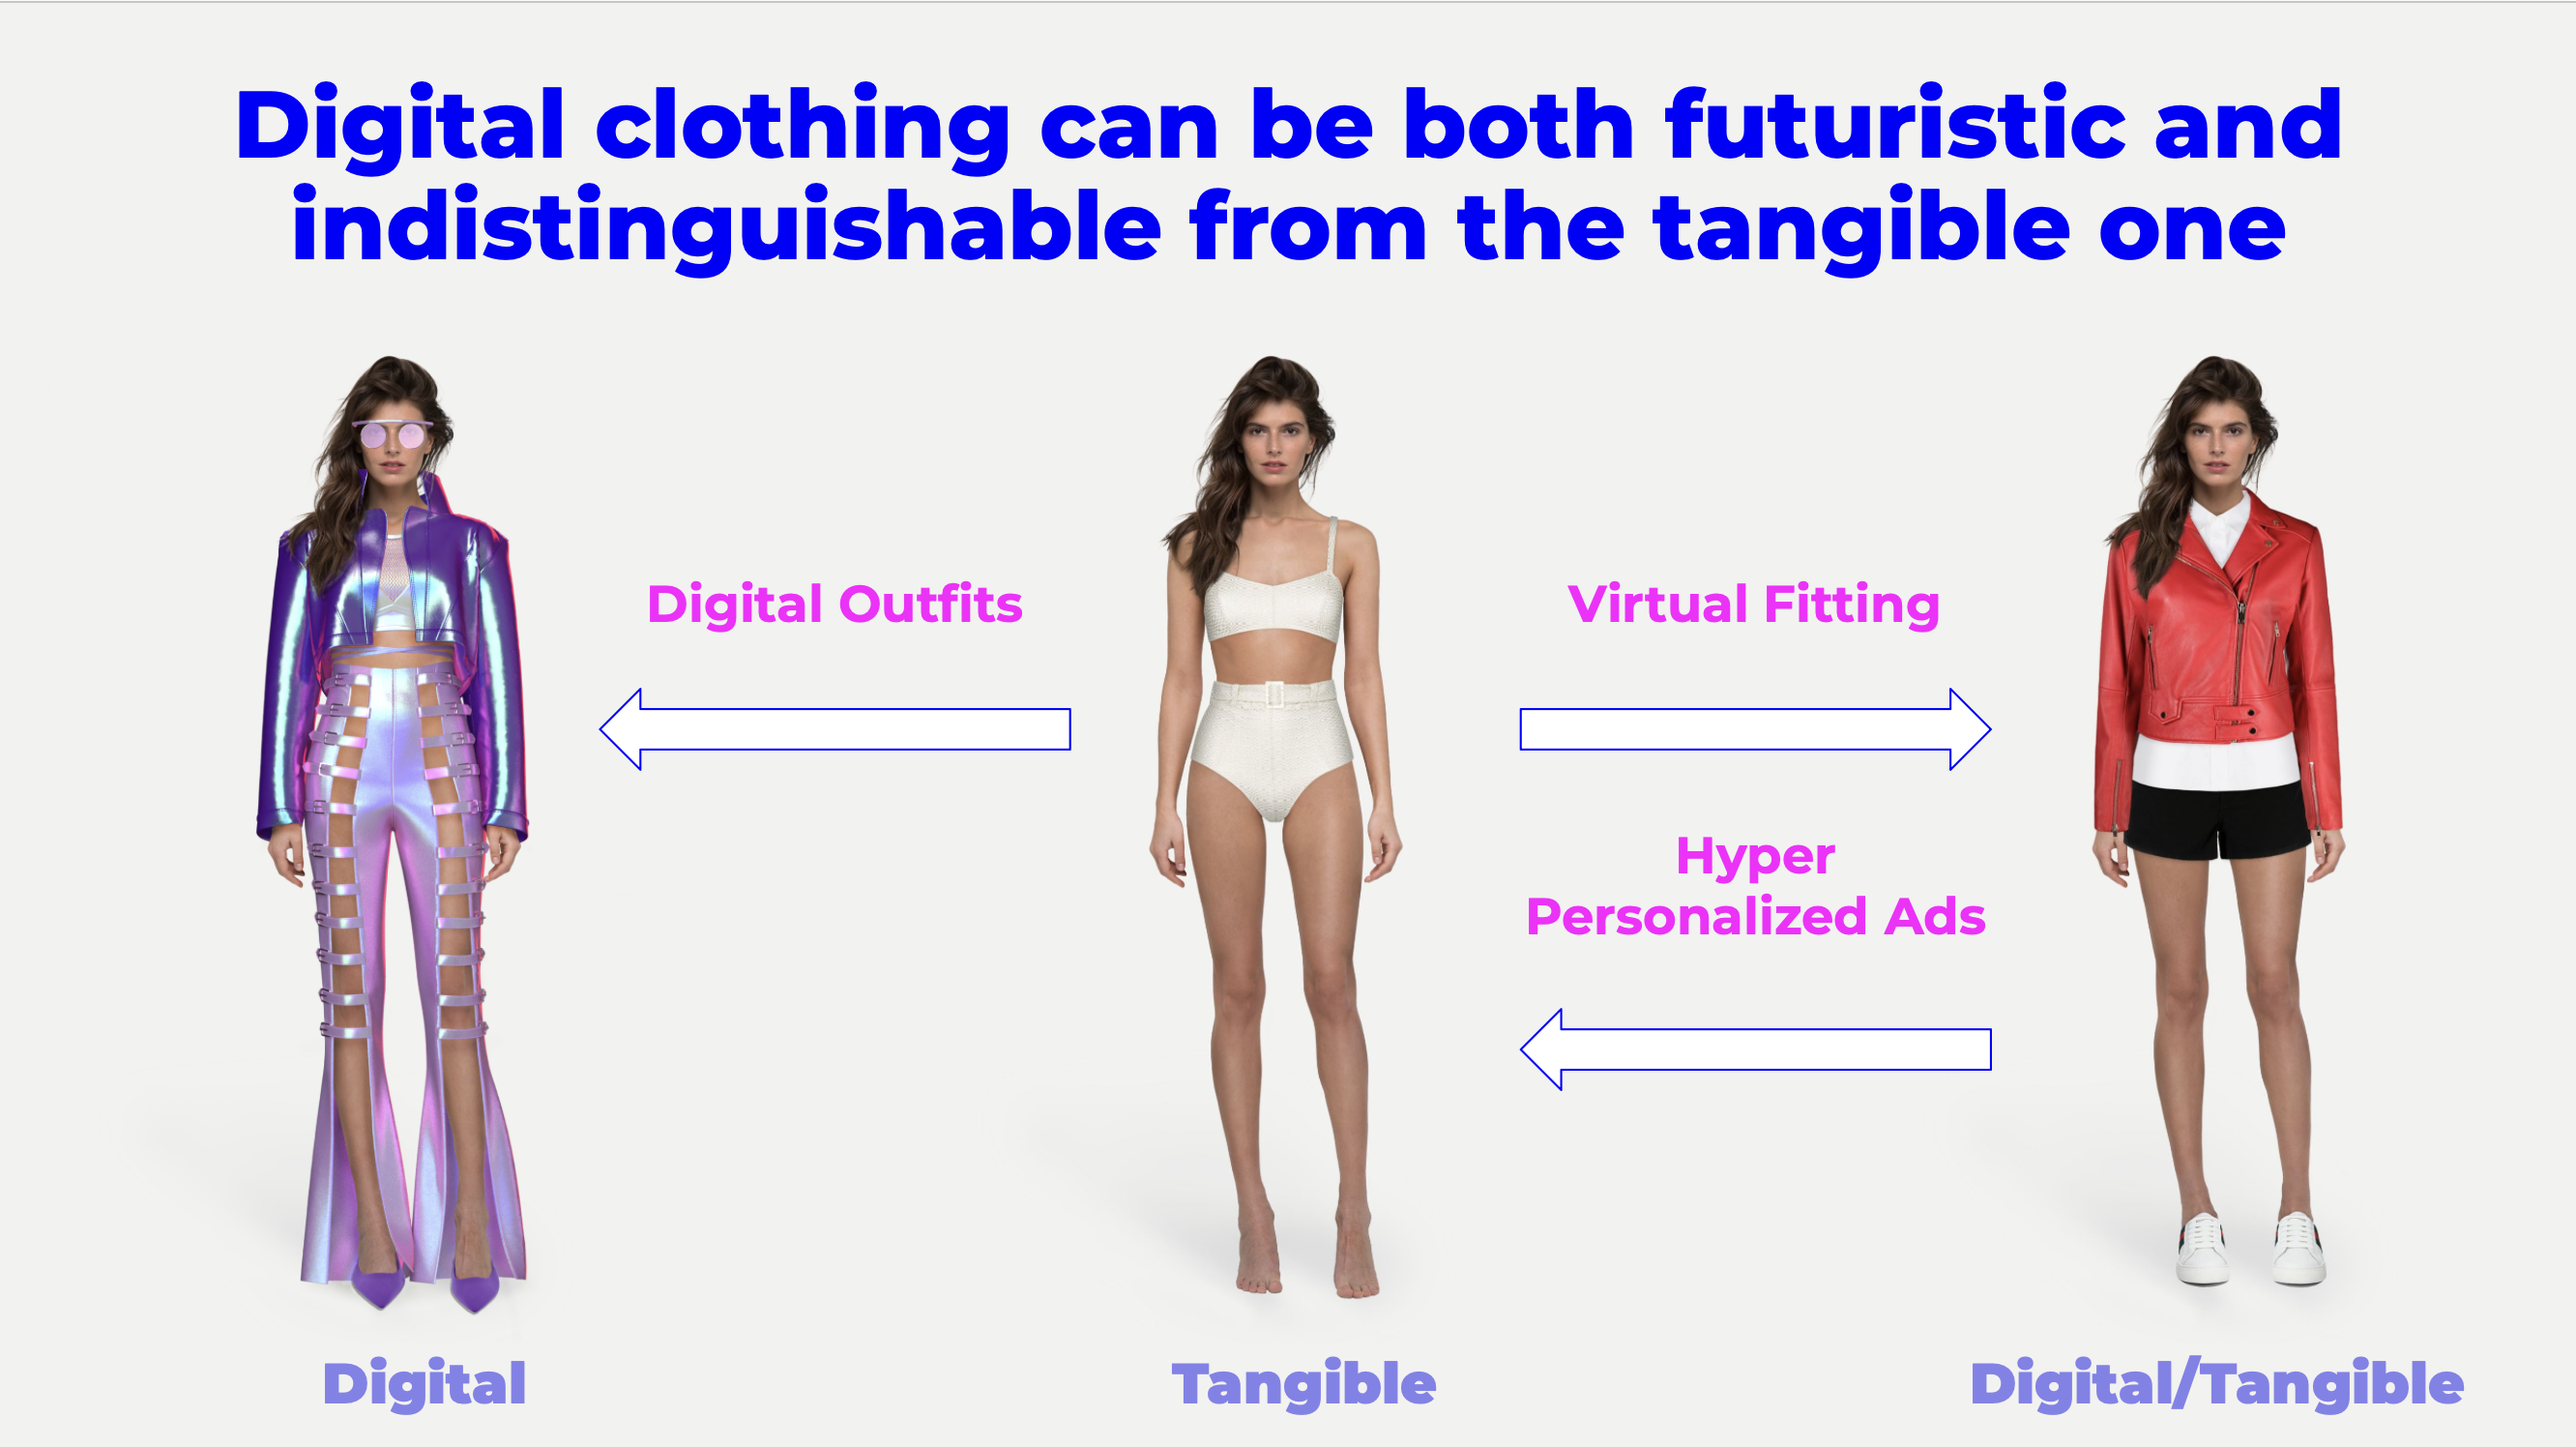 Digital clothing can be both futuristic and
indistinguishable from the tangible one
Digital Outfits
Virtual Fitting
Hyper
Personalized Ads
Digital
Tangible
Digital/Tangible